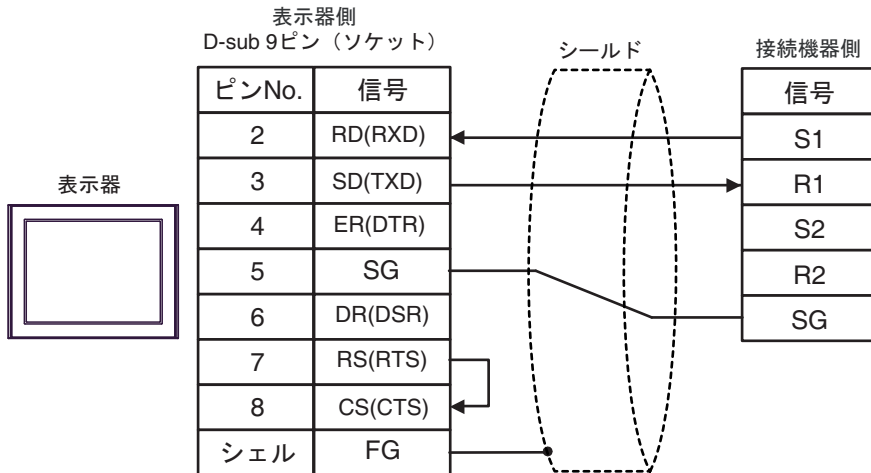 表示器側
D-sub 9ピン（ソケット）
シールド
接続機器側
ピンNo. 信号
信号
2 RD(RXD)
S1
3 SD(TXD)
R1
表示器
4 ER(DTR)
S2
5 SG
R2
6 DR(DSR)
SG
7 RS(RTS)
8 CS(CTS)
シェル FG